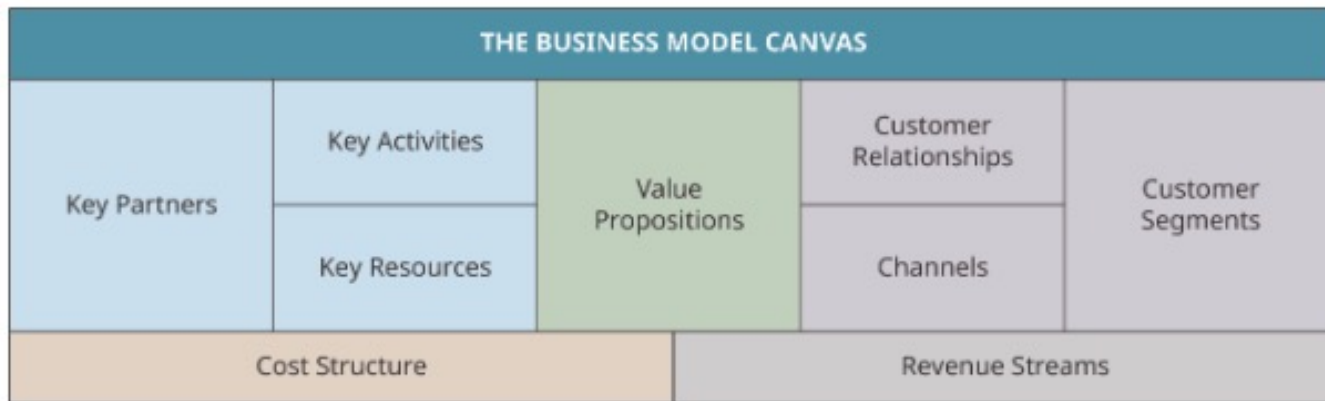 THE BUSINESS MODEL CANVAS
Key Partners
Key Activities
Key Resources
Value
Propositions
Customer
Relationships
Channels
Customer
Segments
Cost Structure
Revenue Streams